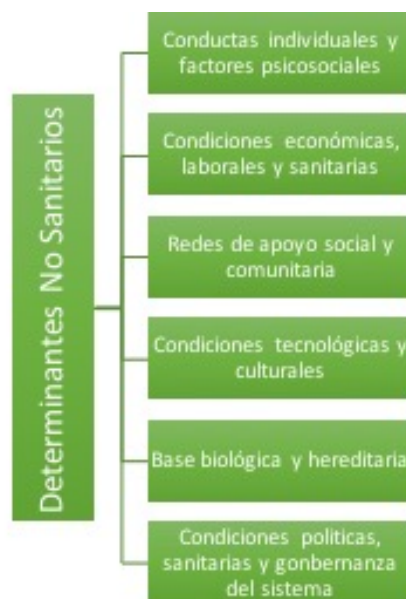 Determinantes No Sanitarios
Conductas individuales y
factores psicosociales
Condiciones económicas,
laborales y sanitarias
Redes de apoyo social y
comunitaria
Condiciones tecnológicas y
culturales
Base biológica y hereditaria
Condiciones politicas,
sanitarias y gonbernanza
del sistema